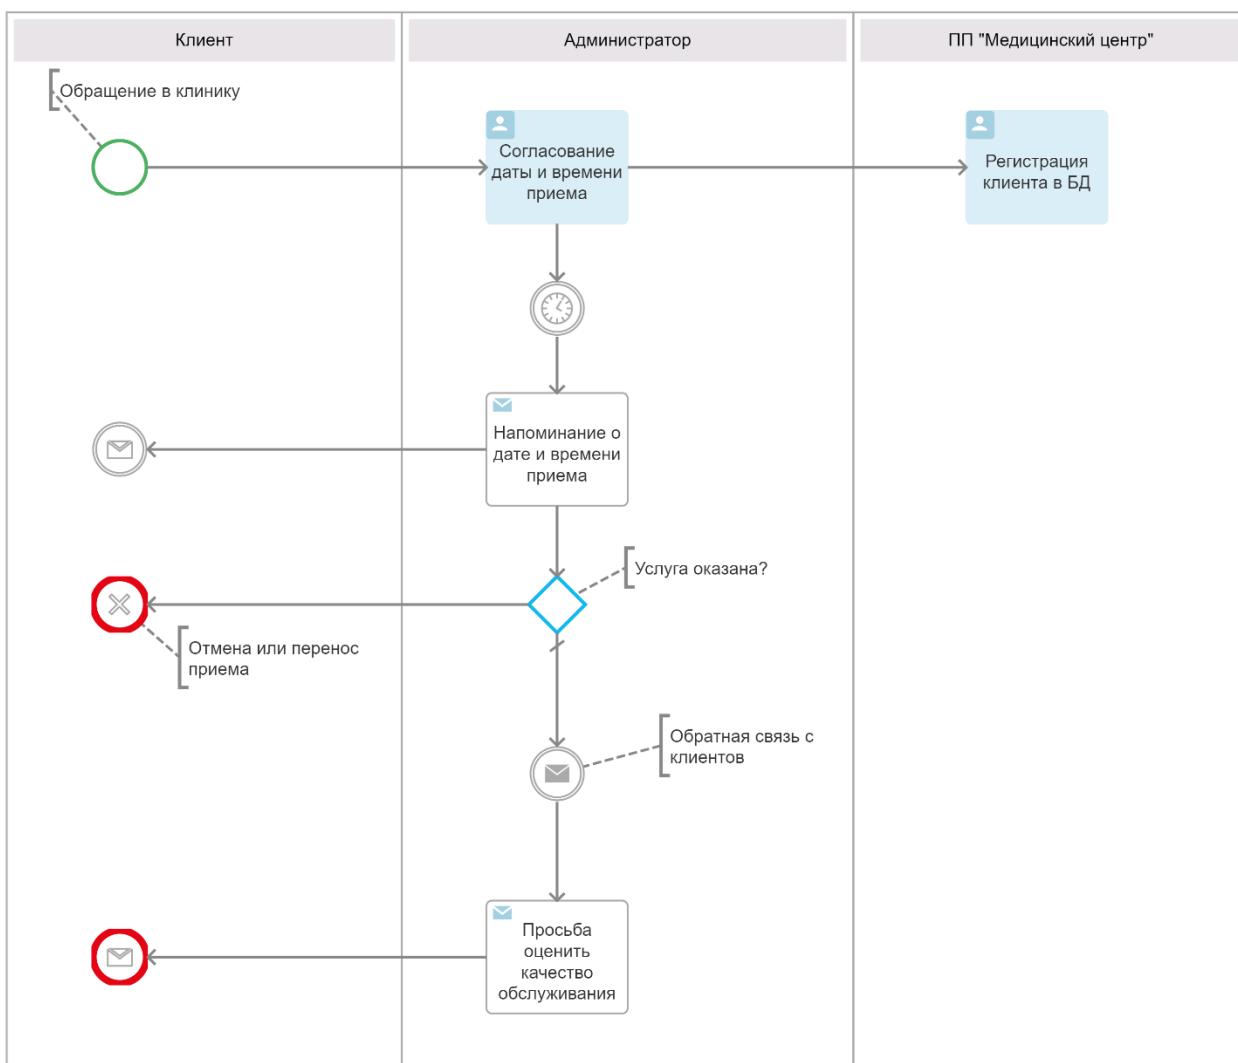 Клиент
Администратор
ПП "Медицинский центр"
Обращение в клинику
Согласование
даты и времени
приема
Регистрация
клиента в БД
Напоминание о
дате и времени
приема
Услуга оказана?
Отмена или перенос
приема
Обратная связь с
клиентов
Просьба
оценить
качество
обслуживания